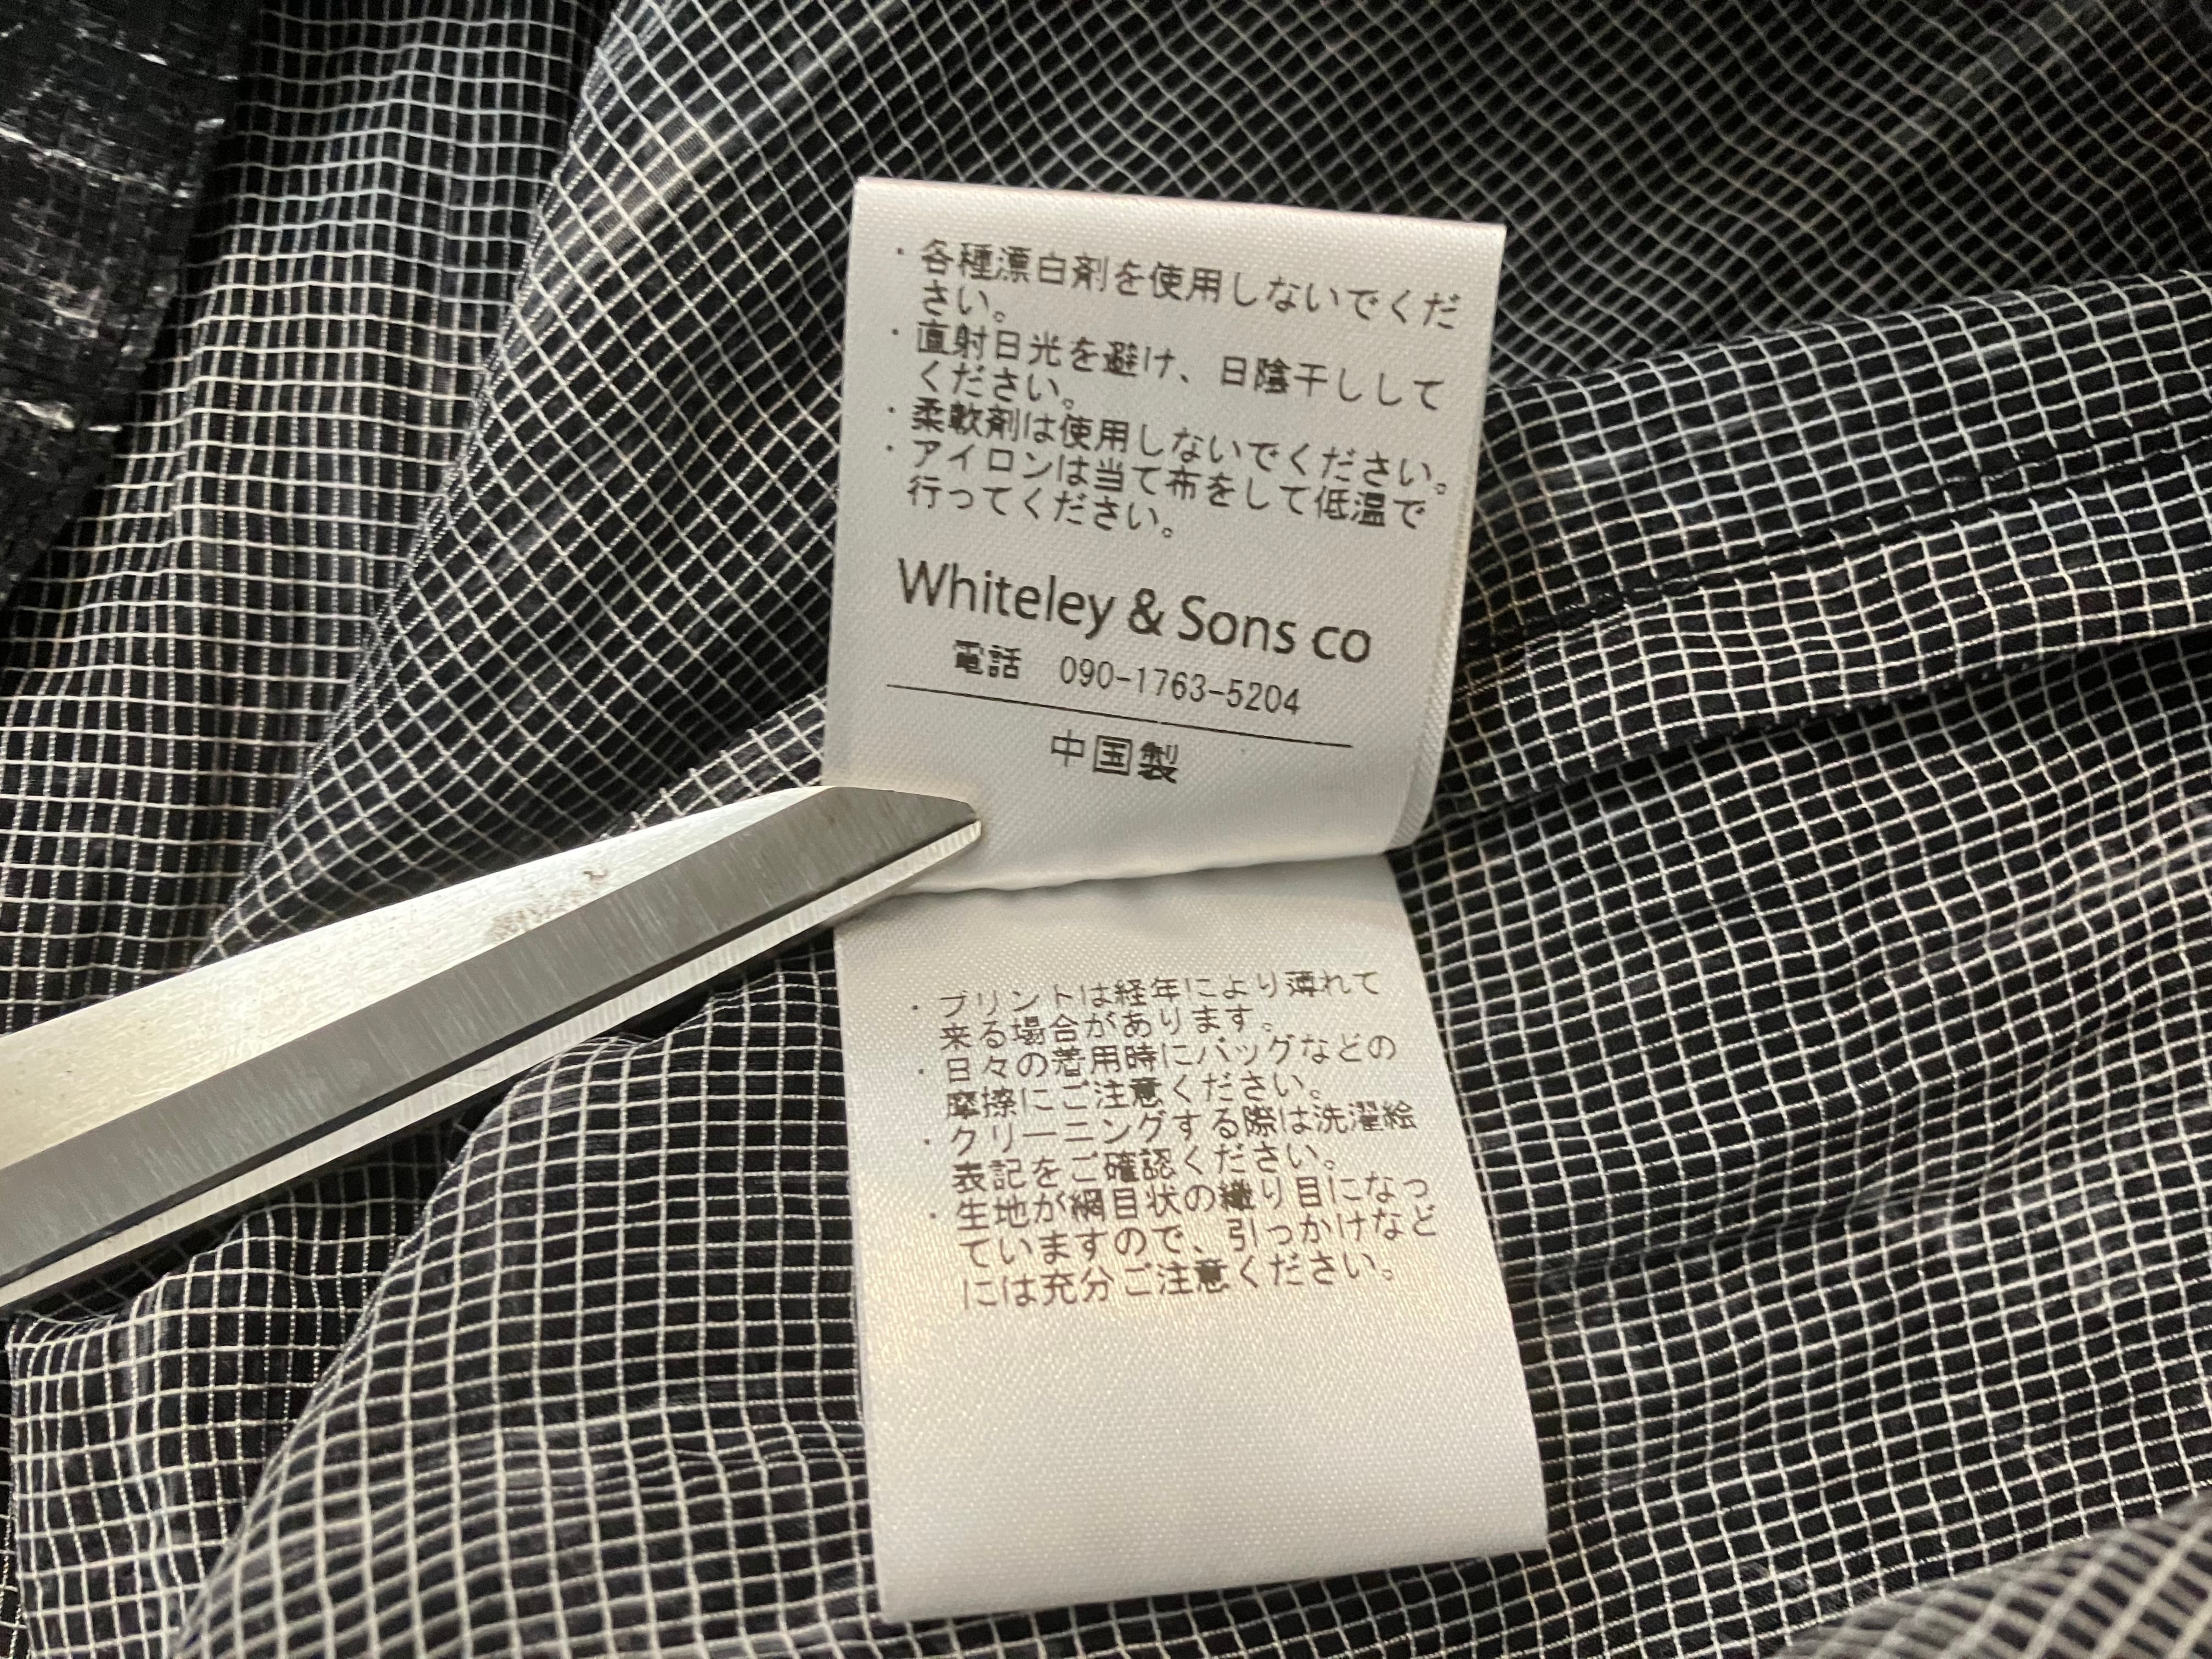 ・各種漂白剤を使用しないでくだ
さい。
・直射日光を避け、日陰干しして
ください。
・柔軟剤は使用しないでください。
・アイロンは当て布をして低温で
行ってください。
Whiteley & Sons co
電話 090-1763-5204
中国製
・プリントは経年により薄れて
来る場合があります。
・日々の着用時にバッグなどの
摩擦にご注意ください。
・クリーニングする際は洗濯絵
表記をご確認ください。
・生地が網目状の織り目になっ
ていますので、引っかけなど
には充分ご注意ください。